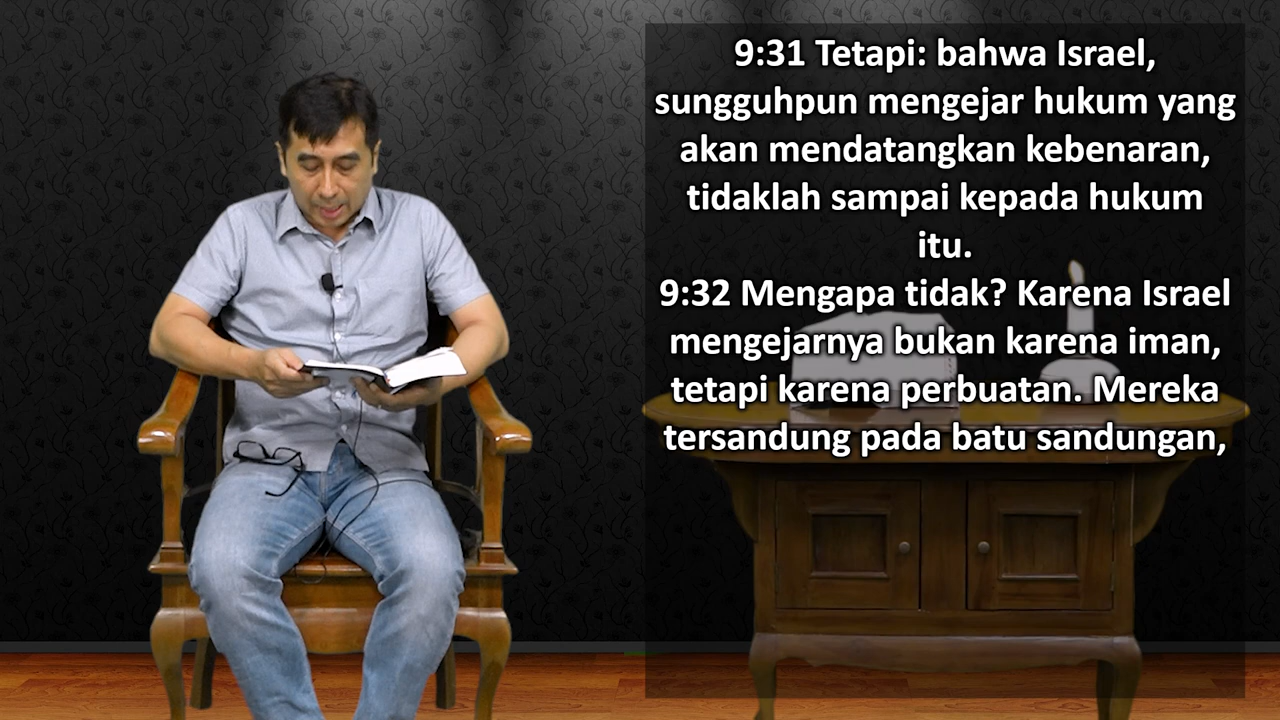 9:31 Tetapi: bahwa Israel,
sungguhpun mengejar hukum yang
akan mendatangkan kebenaran,
tidaklah sampai kepada hukum
itu.
9:32 Mengapa tidak? Karena Israel
mengejarnya bukan karena iman,
tetapi karena perbuatan. Mereka
tersandung pada batu sandungan,